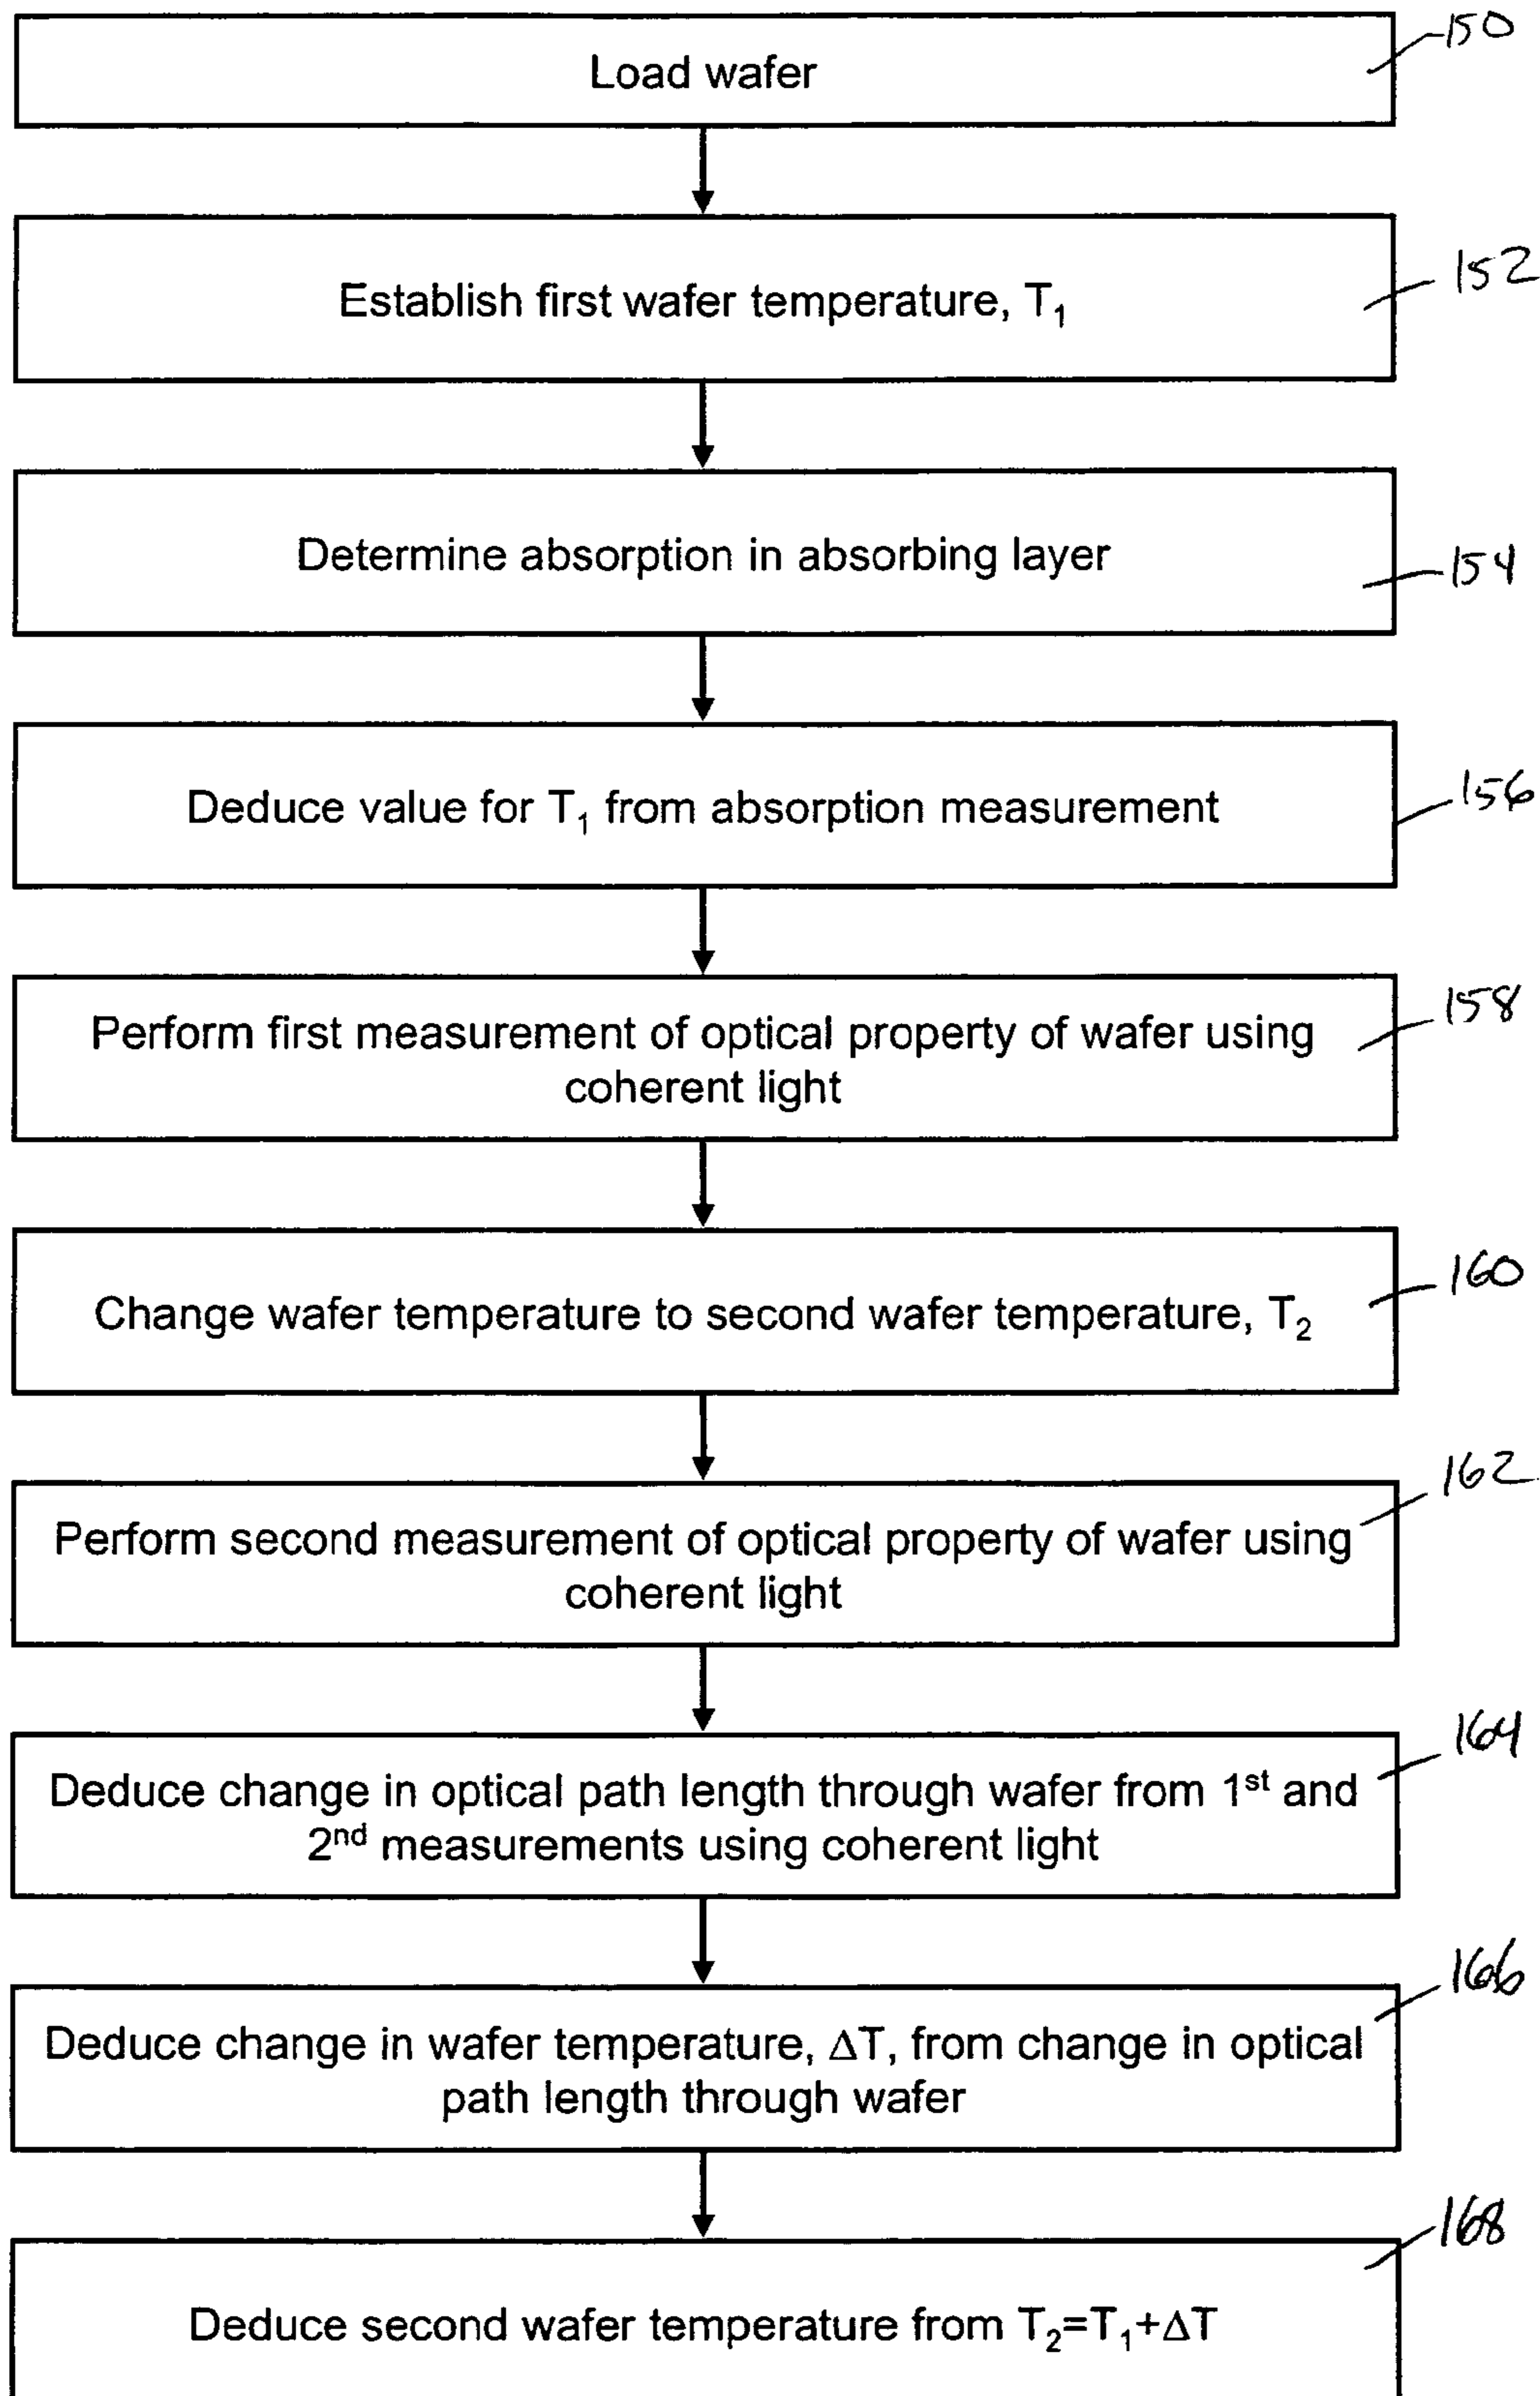 Load wafer
150
Establish first wafer temperature, T₁
152
Determine absorption in absorbing layer
154
Deduce value for T₁ from absorption measurement
156
Perform first measurement of optical property of wafer using
coherent light
158
Change wafer temperature to second wafer temperature, T₂
160
Perform second measurement of optical property of wafer using
coherent light
162
Deduce change in optical path length through wafer from 1ˢᵗ and
2ⁿᵈ measurements using coherent light
164
Deduce change in wafer temperature, ΔT, from change in optical
path length through wafer
166
Deduce second wafer temperature from T₂=T₁+ΔT
168